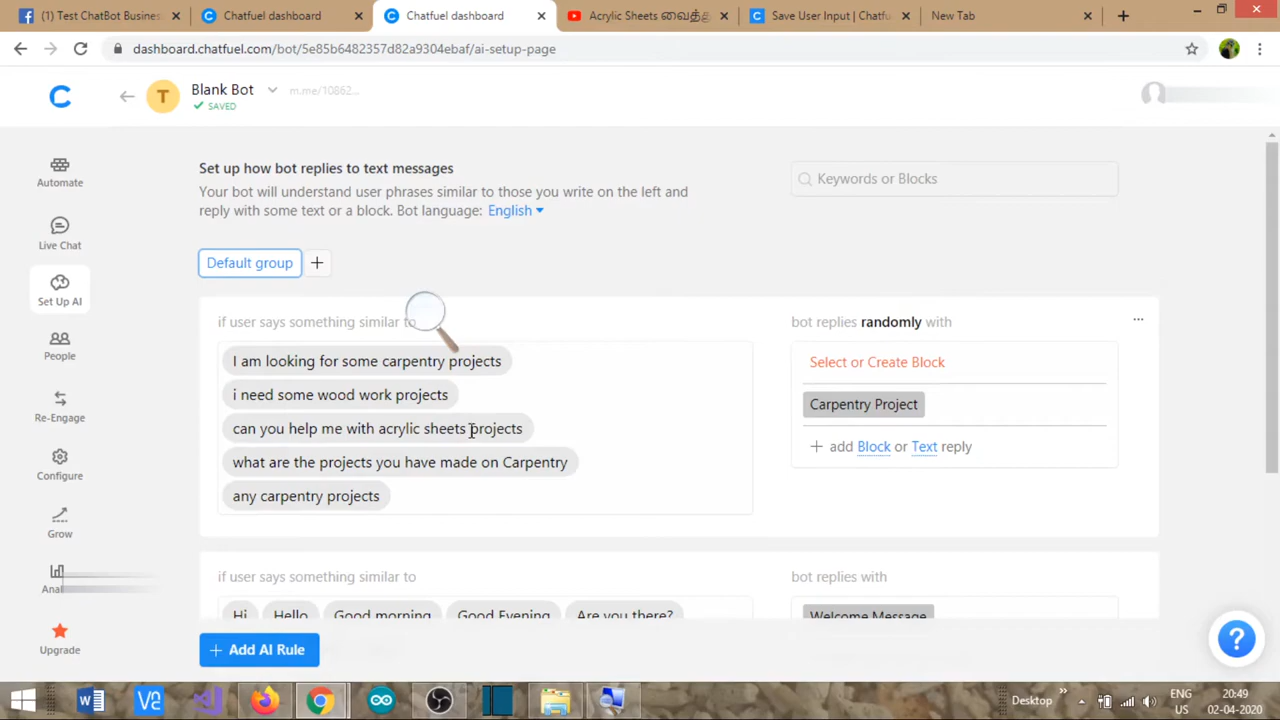 (1) Test ChatBot Busines
Chatfuel dashboard
Chatfuel dashboard
Acrylic Sheets வைத்து
Save User Input | Chatfu
New Tab
dashboard.chatfuel.com/bot/5e85b6482357d82a9304ebaf/ai-setup-page
T
Blank Bot
m.me/10862...
SAVED
Automate
Live Chat
Set Up AI
People
Re-Engage
Configure
Grow
Upgrade
Set up how bot replies to text messages
Your bot will understand user phrases similar to those you write on the left and
reply with some text or a block. Bot language: English
Keywords or Blocks
Default group
+
if user says something similar to
I am looking for some carpentry projects
i need some wood work projects
can you help me with acrylic sheets projects
what are the projects you have made on Carpentry
any carpentry projects
bot replies randomly with
...
Select or Create Block
Carpentry Project
+ add Block or Text reply
if user says something similar to
Hi Hello Good morning Good Evening Are you there?
bot replies with
Welcome Message
+ Add AI Rule
?
Desktop
ENG
US
20:49
02-04-2020